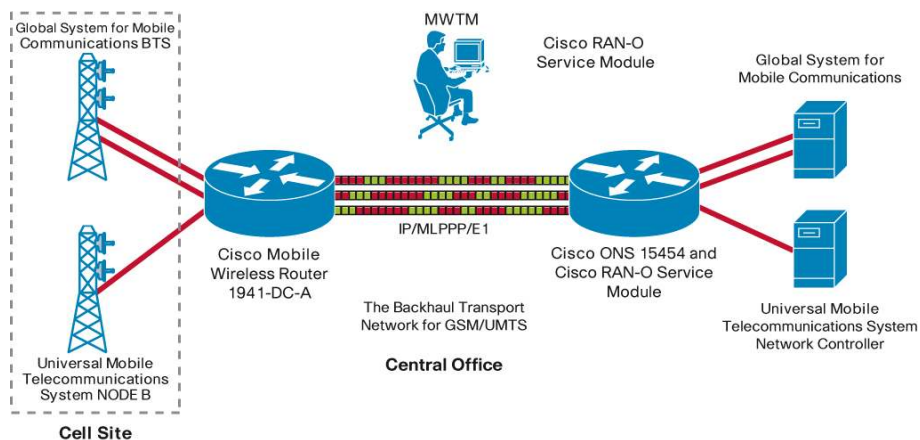 Global System for Mobile
Communications BTS
MWTM
Cisco RAN-O
Service Module
Global System for
Mobile Communications
IP/MLPPP/E1
Cisco Mobile
Wireless Router
1941-DC-A
Cisco ONS 15454 and
Cisco RAN-O Service
Module
The Backhaul Transport
Network for GSM/UMTS
Central Office
Universal Mobile
Telecommunications System
Network Controller
Universal Mobile
Telecommunications
System NODE B
Cell Site